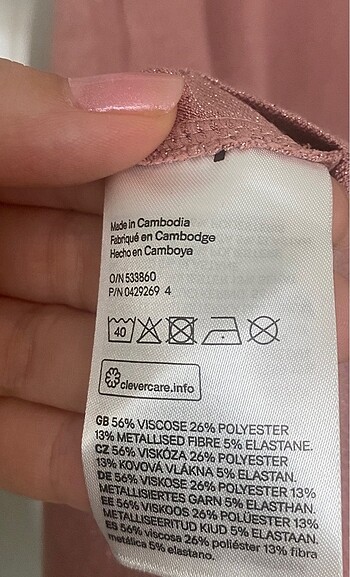 Made in Cambodia
Fabriqué en Cambodge
Hecho en Camboya
O/N 533860
P/N 0429269 4
40
clevercare.info
GB 56% VISCOSE 26% POLYESTER
13% METALLISED FIBRE 5% ELASTANE.
CZ 56% VISKÓZA 26% POLYESTER
13% KOVOVÁ VLÁKNA 5% ELASTAN.
DE 56% VISKOSE 26% POLYESTER 13%
METALLISIERTES GARN 5% ELASTHAN.
EE 56% VISKOOS 26% POLÜESTER 13%
METALLISEERITUD KIUD 5% ELASTAAN.
ES 56% viscosa 26% poliéster 13% fibra
metálica 5% elastano.